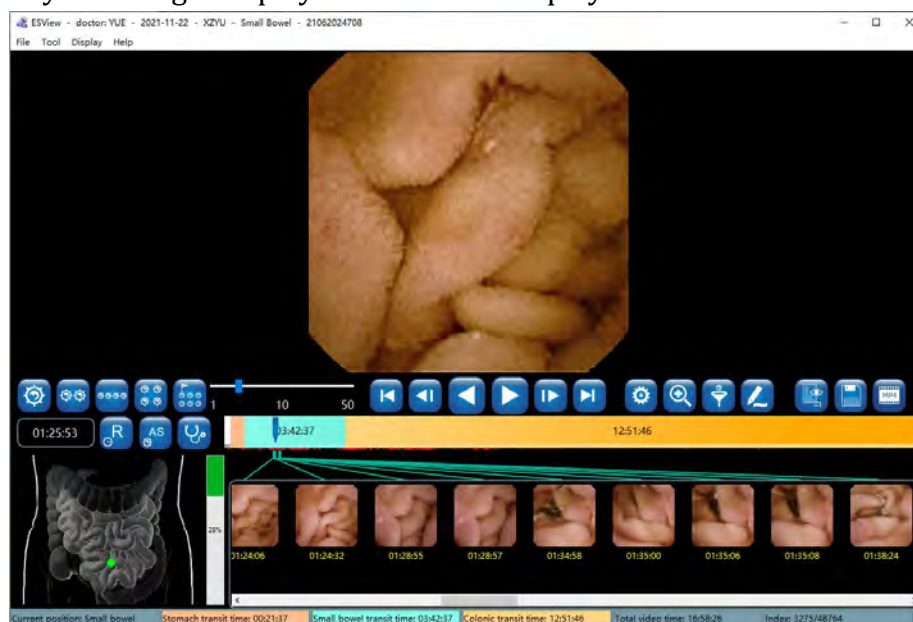 ESView - doctor: YUE - 2021-11-22 - XZYU - Small Bowel - 21062024708
File Tool Display Help
1 10 50
MP4
01:25:53 R AS 03:42:37 12:51:46
28%
01:24:06 01:24:32 01:28:55 01:28:57 01:34:58 01:35:00 01:35:06 01:35:08 01:38:24
Current position: Small bowel Stomach transit time: 00:21:37 Small bowel transit time: 03:42:37 Colonic transit time: 12:51:46 Total video time: 16:58:26 Index: 3275/48764